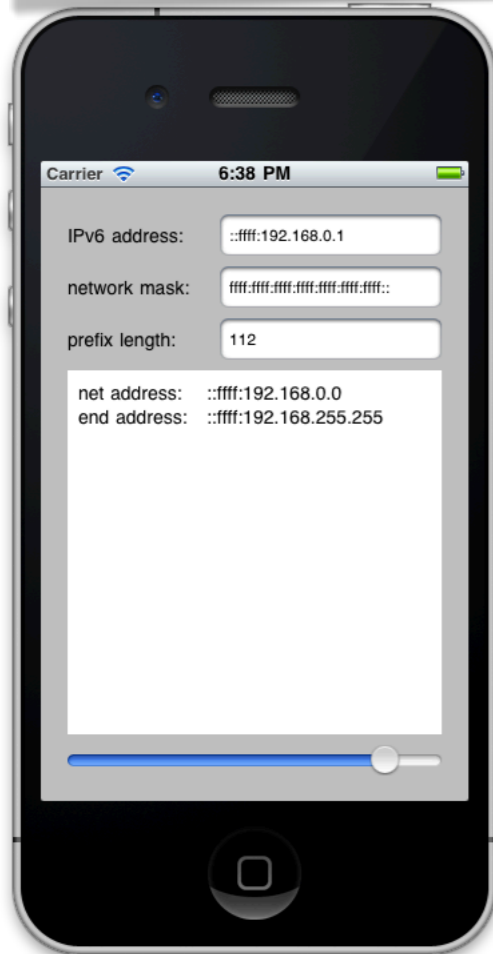 Carrier 6:38 PM
IPv6 address: ::ffff:192.168.0.1
network mask: ffff:ffff:ffff:ffff:ffff:ffff:ffff::
prefix length: 112
net address: ::ffff:192.168.0.0
end address: ::ffff:192.168.255.255